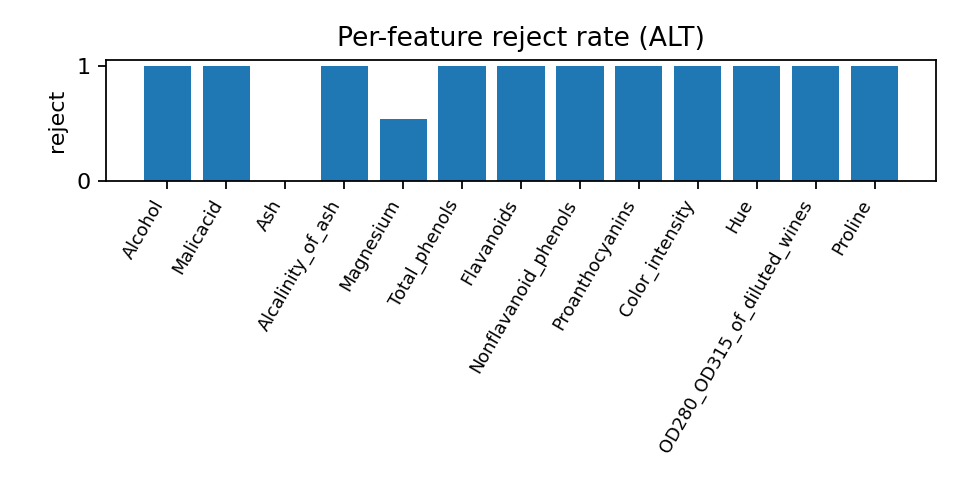 Per-feature reject rate (ALT)
1
reject
0
Alcohol
Malicacid
Ash
Alcalinity_of_ash
Magnesium
Total_phenols
Flavanoids
Nonflavanoid_phenols
Proanthocyanins
Color_intensity
Hue
OD280_OD315_of_diluted_wines
Proline